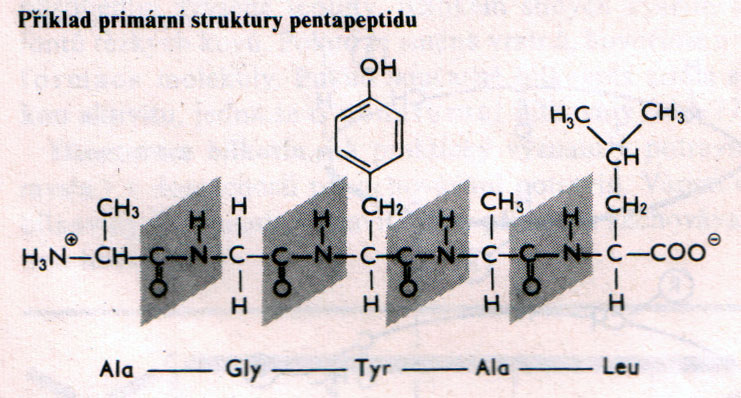 Příklad primární struktury pentapeptidu
OH
H₃C CH₃
CH
CH₃ H H CH₂ H CH₃ H CH₂
H₃N⊕—CH—C—N—C—C—N—C—C—N—C—C—N—C—COO⊖
O H O H O H O H
Ala — Gly — Tyr — Ala — Leu